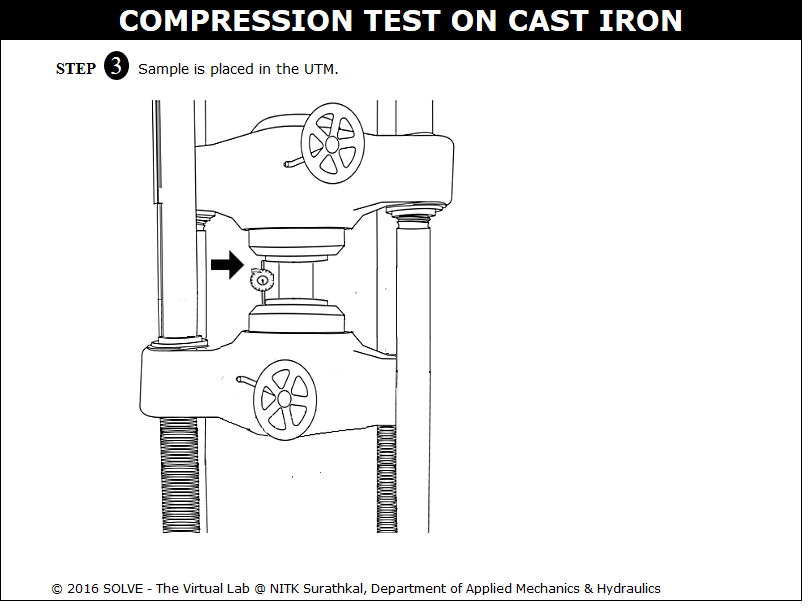 COMPRESSION TEST ON CAST IRON
STEP 3 Sample is placed in the UTM.
© 2016 SOLVE - The Virtual Lab @ NITK Surathkal, Department of Applied Mechanics & Hydraulics